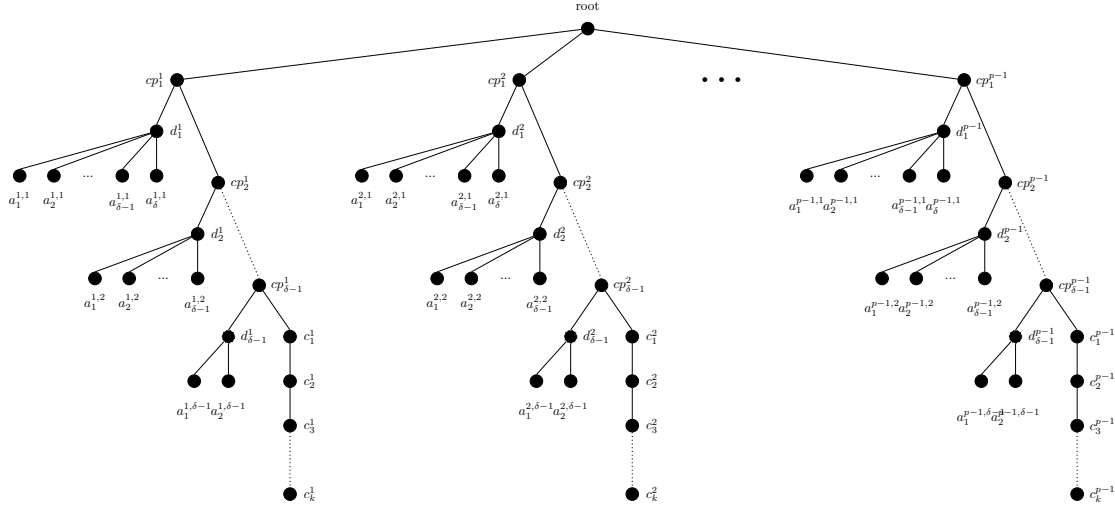 root
cp_1^1 cp_1^2 • • • cp_1^{p-1}
d_1^1 d_1^2 d_1^{p-1}
... ... ...
a_1^{1,1} a_2^{1,1} a_{δ-1}^{1,1} a_δ^{1,1} a_1^{2,1} a_2^{2,1} a_{δ-1}^{2,1} a_δ^{2,1} a_1^{p-1,1} a_2^{p-1,1} a_{δ-1}^{p-1,1} a_δ^{p-1,1}
cp_2^1 cp_2^2 cp_2^{p-1}
d_2^1 d_2^2 d_2^{p-1}
... ... ...
a_1^{1,2} a_2^{1,2} a_{δ-1}^{1,2} a_1^{2,2} a_2^{2,2} a_{δ-1}^{2,2} a_1^{p-1,2} a_2^{p-1,2} a_{δ-1}^{p-1,2}
cp_{δ-1}^1 cp_{δ-1}^2 cp_{δ-1}^{p-1}
d_{δ-1}^1 c_1^1 d_{δ-1}^2 c_1^2 d_{δ-1}^{p-1} c_1^{p-1}
c_2^1 c_2^2 c_2^{p-1}
a_1^{1,δ-1} a_2^{1,δ-1} a_1^{2,δ-1} a_2^{2,δ-1} a_1^{p-1,δ-1} a_2^{p-1,δ-1}
c_3^1 c_3^2 c_3^{p-1}
c_k^1 c_k^2 c_k^{p-1}